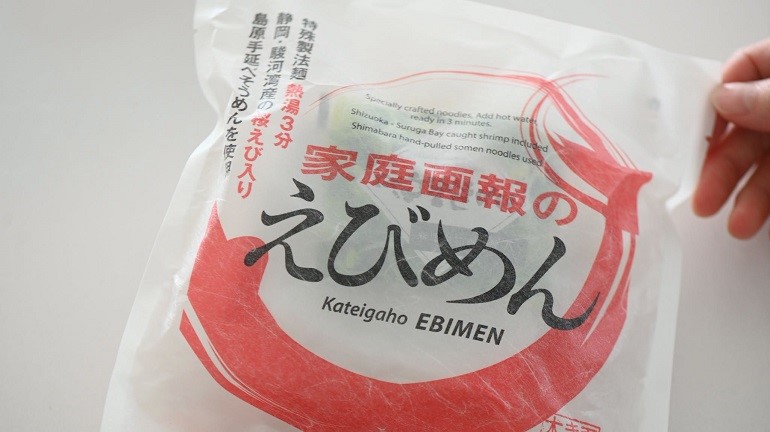 特殊製法麺 熱湯3分
静岡・駿河湾産の桜えび入り
島原手延べそうめんを使用
Specially crafted noodles. Add hot water,
ready in 3 minutes.
Shizuoka - Suruga Bay caught shrimp included
Shimabara hand-pulled somen noodles used
家庭画報の
えびめん
Kateigaho EBIMEN